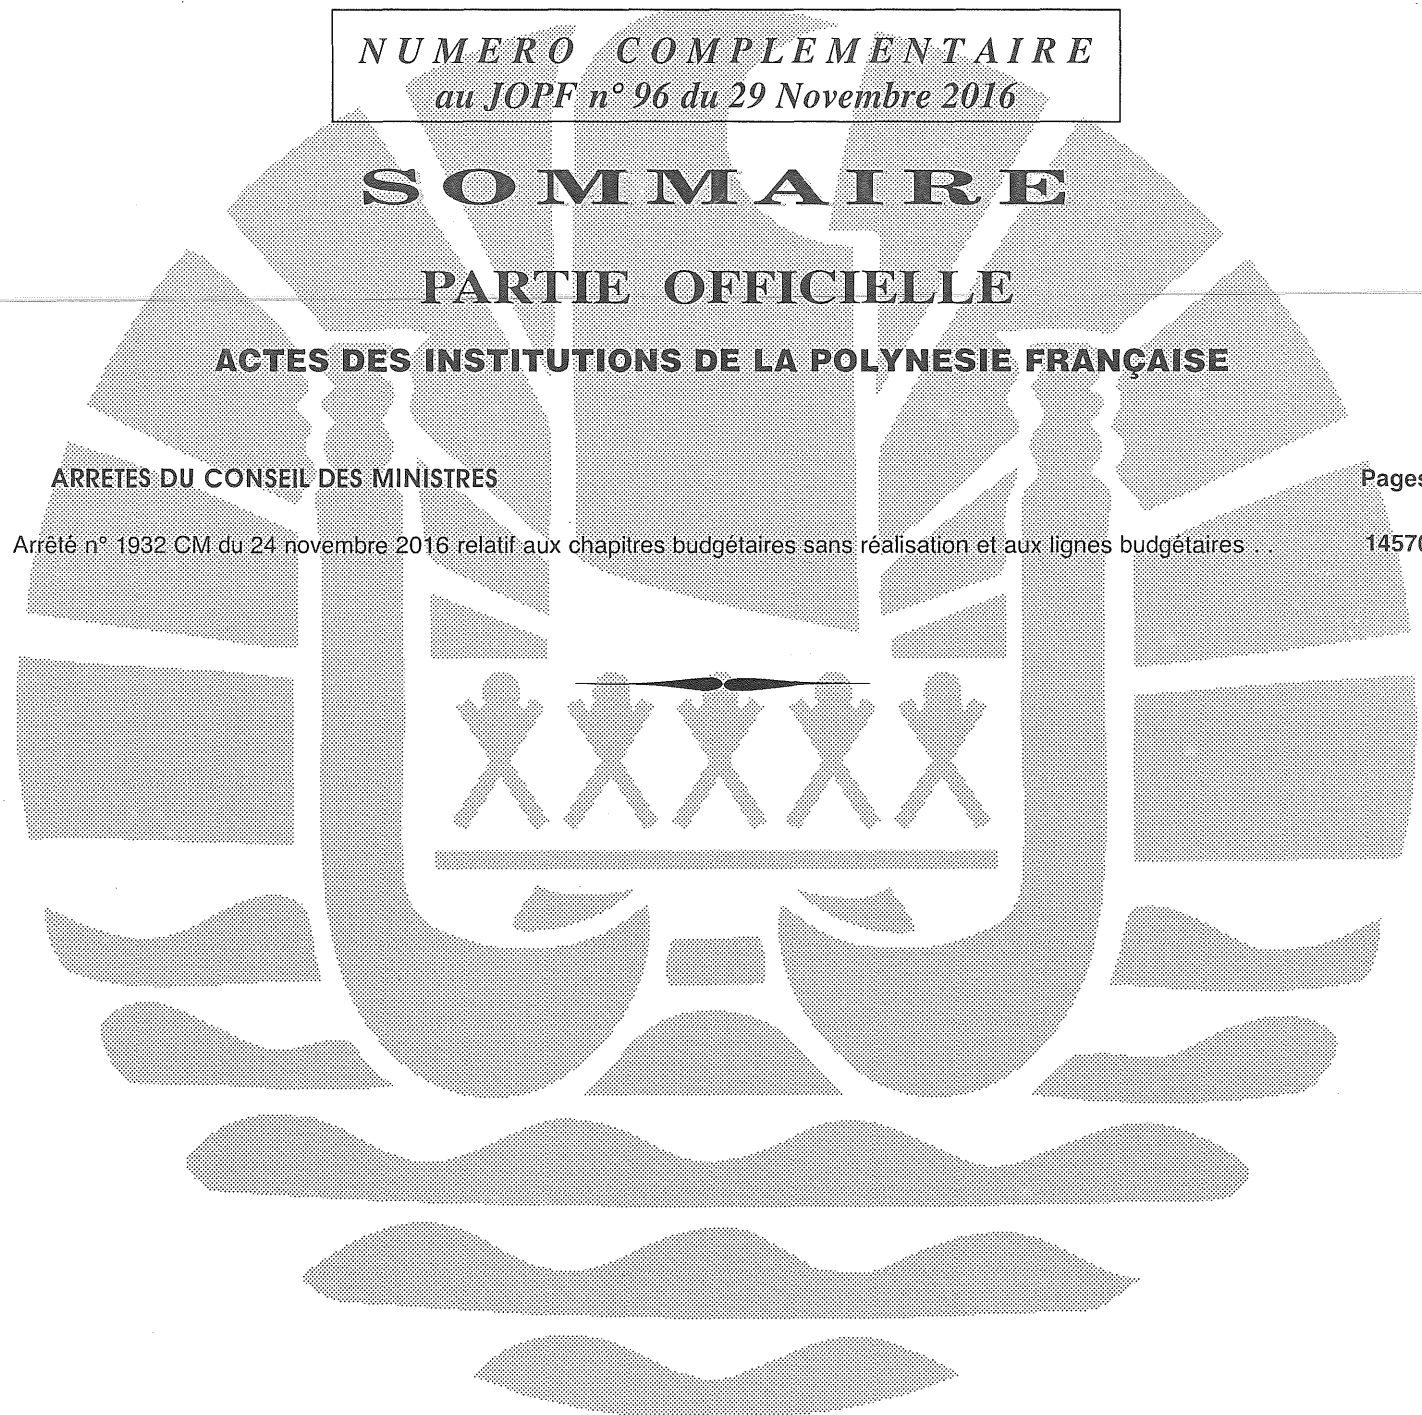 NUMERO COMPLEMENTAIRE
au JOPF n° 96 du 29 Novembre 2016
SOMMAIRE
PARTIE OFFICIELLE
ACTES DES INSTITUTIONS DE LA POLYNESIE FRANÇAISE
ARRETES DU CONSEIL DES MINISTRES Pages
Arrêté n° 1932 CM du 24 novembre 2016 relatif aux chapitres budgétaires sans réalisation et aux lignes budgétaires . . 14570